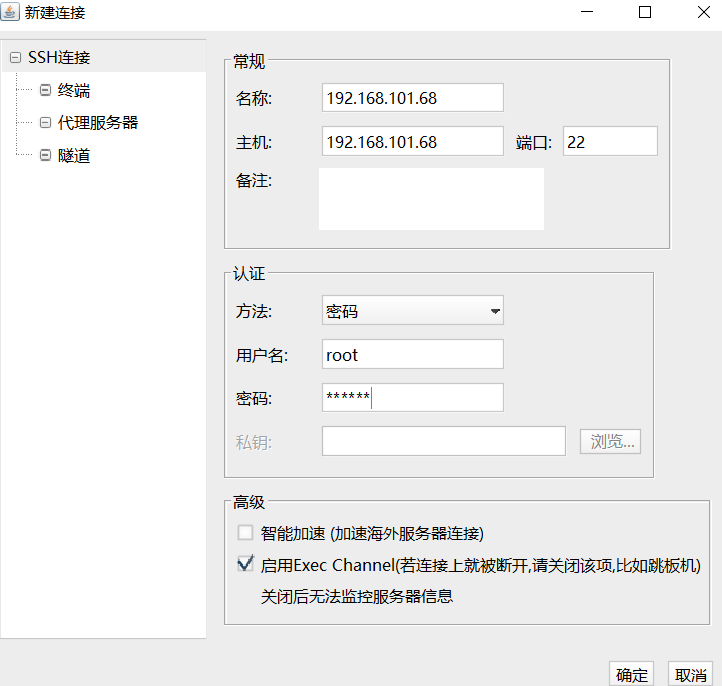 新建连接
SSH连接
终端
代理服务器
隧道
常规
名称: 192.168.101.68
主机: 192.168.101.68 端口: 22
备注:
认证
方法: 密码
用户名: root
密码: ******
私钥: 浏览...
高级
智能加速 (加速海外服务器连接)
启用Exec Channel(若连接上就被断开,请关闭该项,比如跳板机)
关闭后无法监控服务器信息
确定 取消